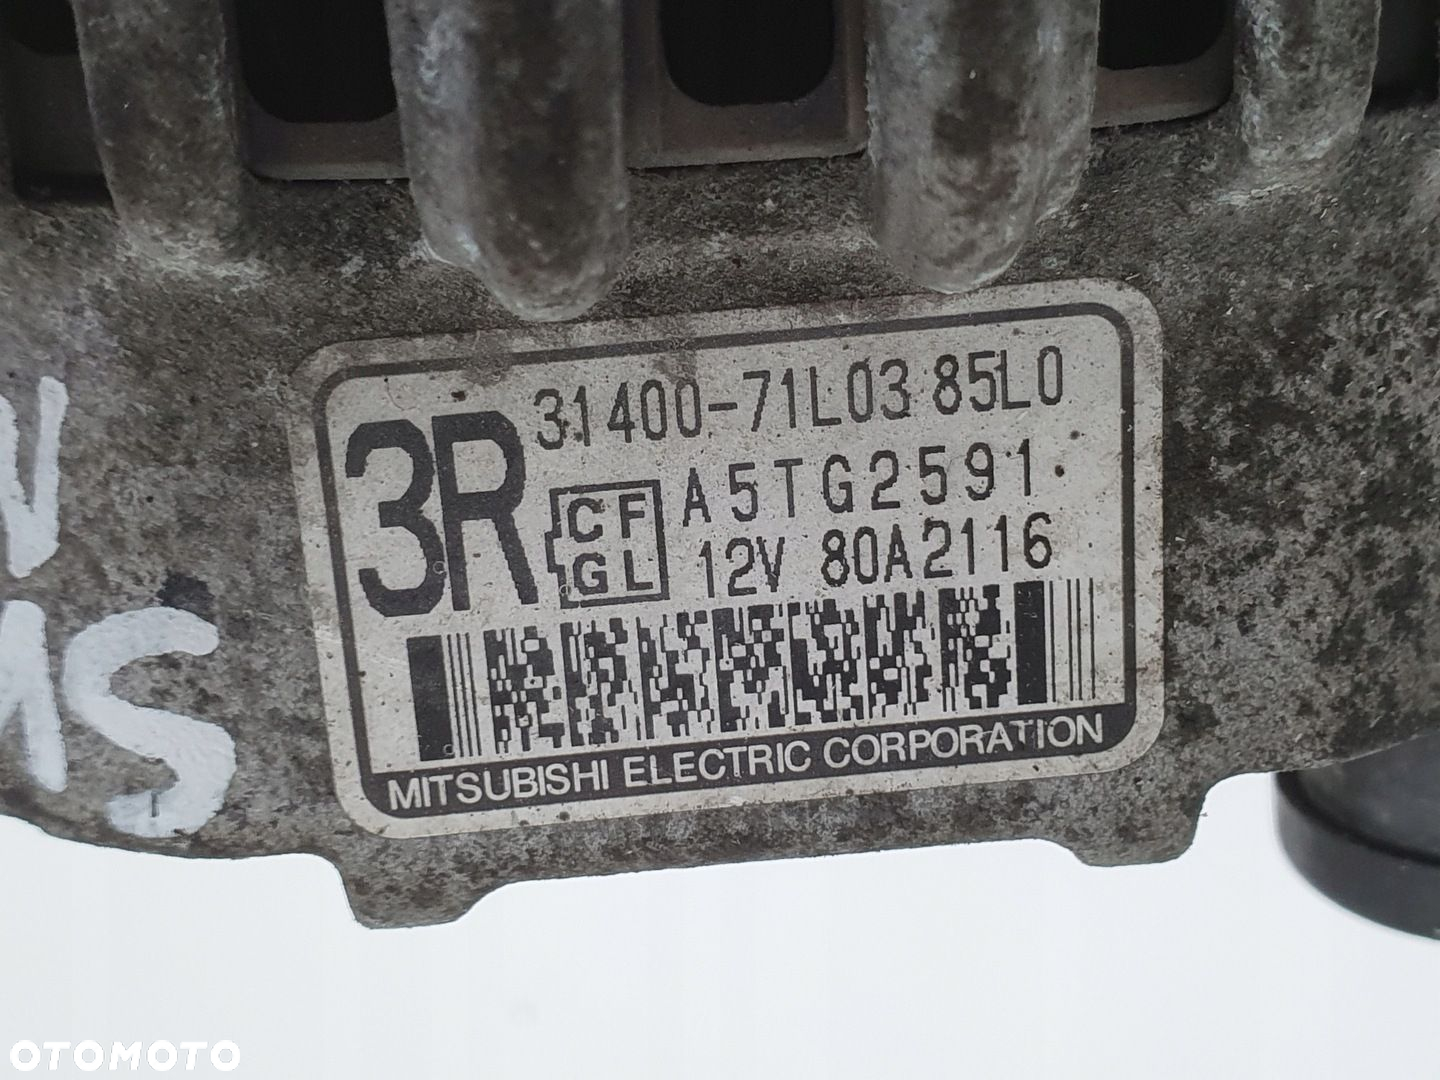 31400-71L03 85L0
3R
CF
GL
A5TG2591
12V 80A2116
MITSUBISHI ELECTRIC CORPORATION
OTOMOTO